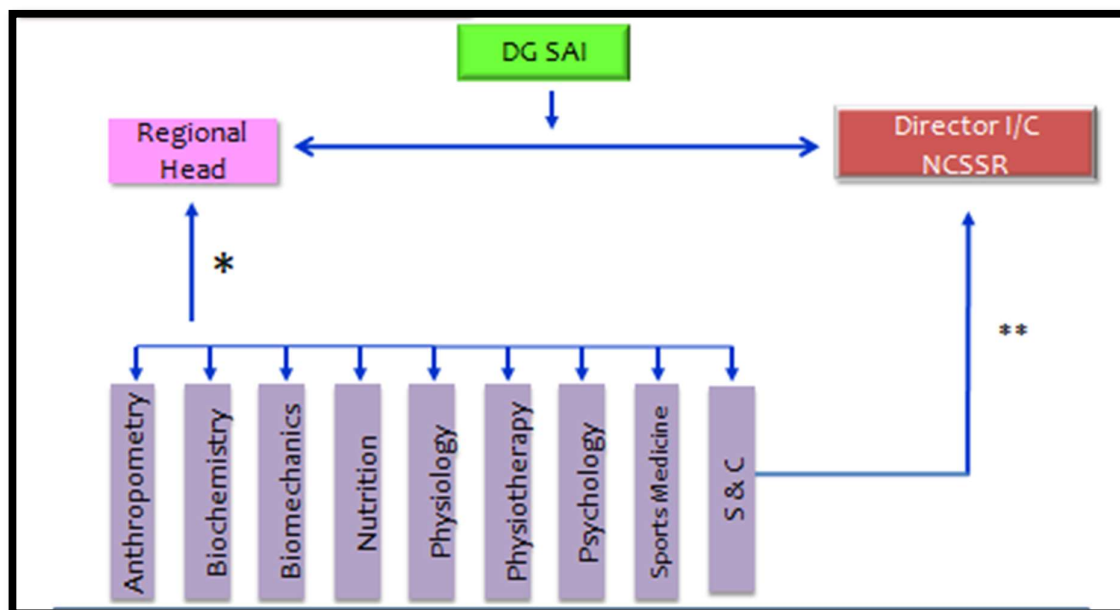 DG SAI
Regional
Head
Director I/C
NCSSR
*
**
Anthropometry
Biochemistry
Biomechanics
Nutrition
Physiology
Physiotherapy
Psychology
Sports Medicine
S & C